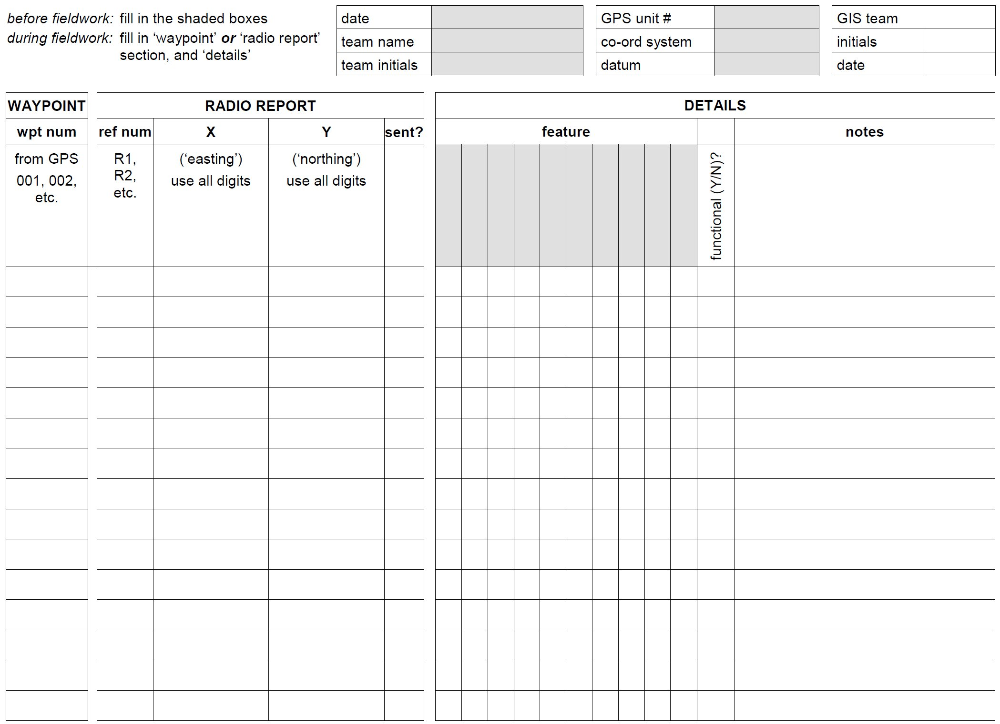 before fieldwork: fill in the shaded boxes
during fieldwork: fill in ‘waypoint’ or ‘radio report’
section, and ‘details’
date
team name
team initials
GPS unit #
co-ord system
datum
GIS team
initials
date
WAYPOINT
wpt num
from GPS
001, 002,
etc.
RADIO REPORT
ref num X Y sent?
R1,
R2,
etc.
(‘easting’)
use all digits
(‘northing’)
use all digits
DETAILS
feature
functional (Y/N)?
notes